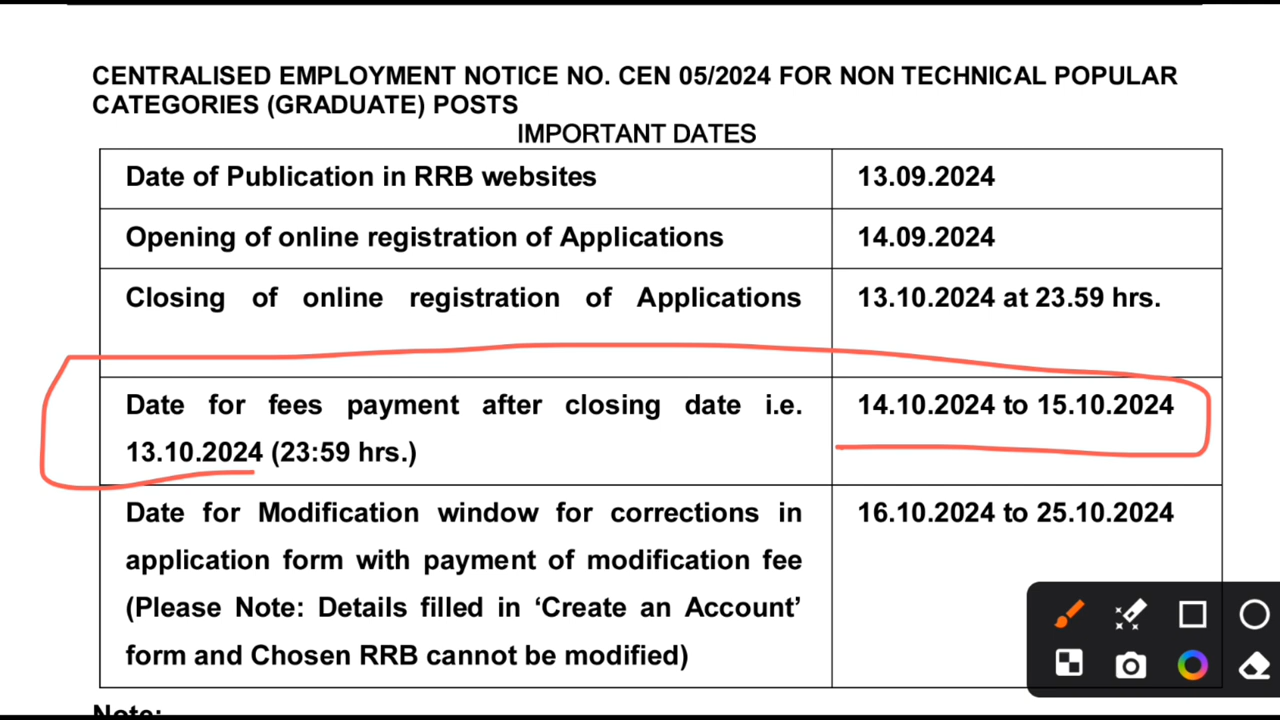 CENTRALISED EMPLOYMENT NOTICE NO. CEN 05/2024 FOR NON TECHNICAL POPULAR
CATEGORIES (GRADUATE) POSTS
IMPORTANT DATES
Date of Publication in RRB websites 13.09.2024
Opening of online registration of Applications 14.09.2024
Closing of online registration of Applications 13.10.2024 at 23.59 hrs.
Date for fees payment after closing date i.e. 14.10.2024 to 15.10.2024
13.10.2024 (23:59 hrs.)
Date for Modification window for corrections in 16.10.2024 to 25.10.2024
application form with payment of modification fee
(Please Note: Details filled in ‘Create an Account’
form and Chosen RRB cannot be modified)
Note: